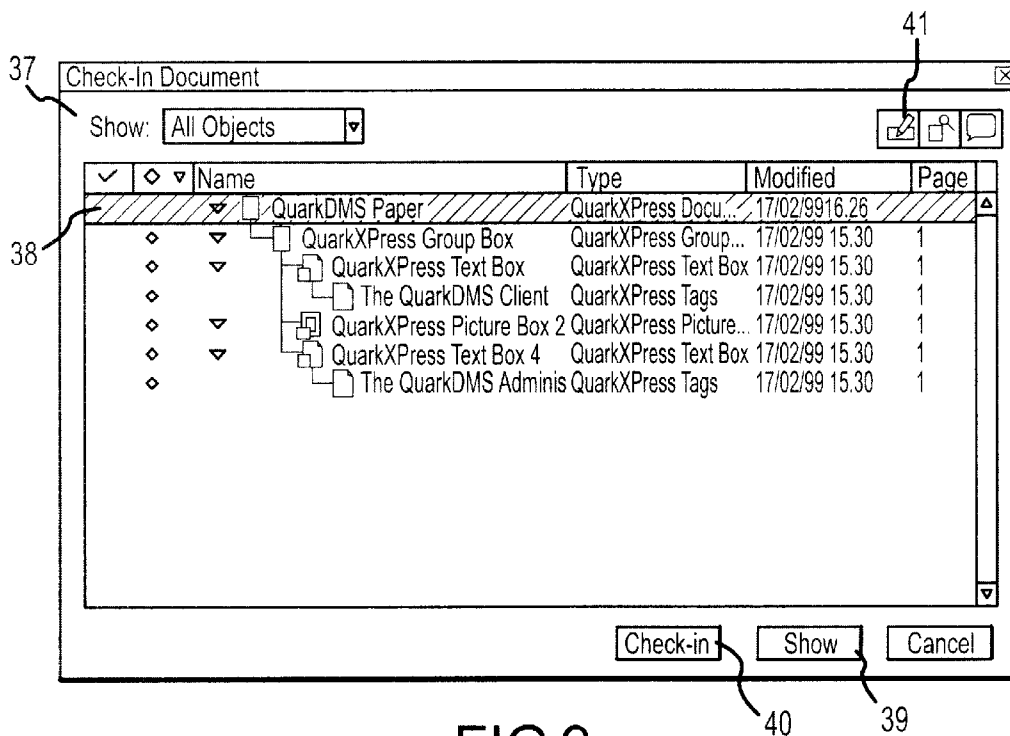 41
37
Check-In Document
Show: All Objects
Name Type Modified Page
38
QuarkDMS Paper QuarkXPress Docu... 17/02/9916.26
QuarkXPress Group Box QuarkXPress Group... 17/02/99 15.30 1
QuarkXPress Text Box QuarkXPress Text Box 17/02/99 15.30 1
The QuarkDMS Client QuarkXPress Tags 17/02/99 15.30 1
QuarkXPress Picture Box 2 QuarkXPress Picture... 17/02/99 15.30 1
QuarkXPress Text Box 4 QuarkXPress Text Box 17/02/99 15.30 1
The QuarkDMS Adminis QuarkXPress Tags 17/02/99 15.30 1
Check-in Show Cancel
40 39